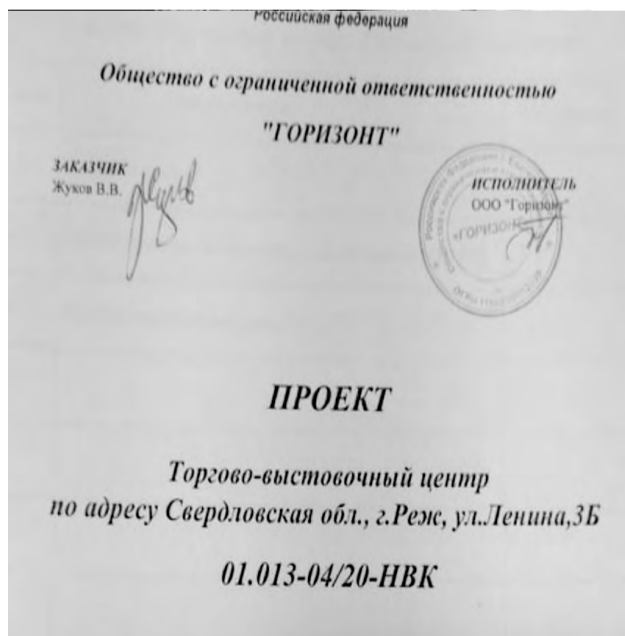 Российская федерация
Общество с ограниченной ответственностью
"ГОРИЗОНТ"
ЗАКАЗЧИК
Жуков В.В.
ИСПОЛНИТЕЛЬ
ООО "Горизонт"
«ГОРИЗОНТ»
ПРОЕКТ
Торгово-выстовочный центр
по адресу Свердловская обл., г.Реж, ул.Ленина,3Б
01.013-04/20-НВК